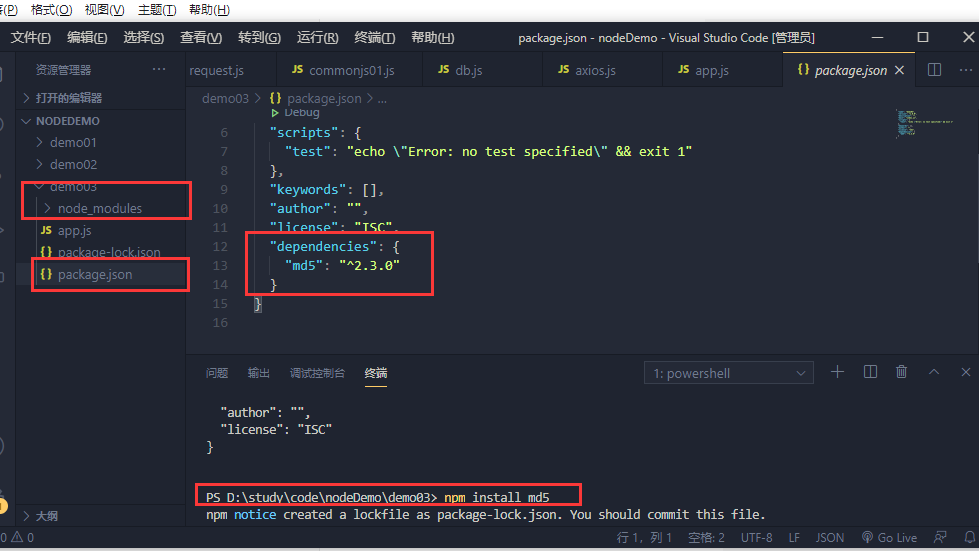 格式(O) 视图(V) 主题(T) 帮助(H)
文件(F) 编辑(E) 选择(S) 查看(V) 转到(G) 运行(R) 终端(T) 帮助(H) package.json - nodeDemo - Visual Studio Code [管理员]
资源管理器 ···
request.js JS commonjs01.js JS db.js JS axios.js JS app.js {} package.json
打开的编辑器
NODEDEMO
demo01
demo02
demo03
node_modules
JS app.js
{} package-lock.json
{} package.json
大纲
demo03 > {} package.json > ...
Debug
6 "scripts": {
7 "test": "echo \"Error: no test specified\" && exit 1"
8 },
9 "keywords": [],
10 "author": "",
11 "license": "ISC",
12 "dependencies": {
13 "md5": "^2.3.0"
14 }
15 }
16
问题 输出 调试控制台 终端 1: powershell
"author": "",
"license": "ISC"
}
PS D:\study\code\nodeDemo\demo03> npm install md5
npm notice created a lockfile as package-lock.json. You should commit this file.
0 0 行 1，列 1 空格: 2 UTF-8 LF JSON Go Live